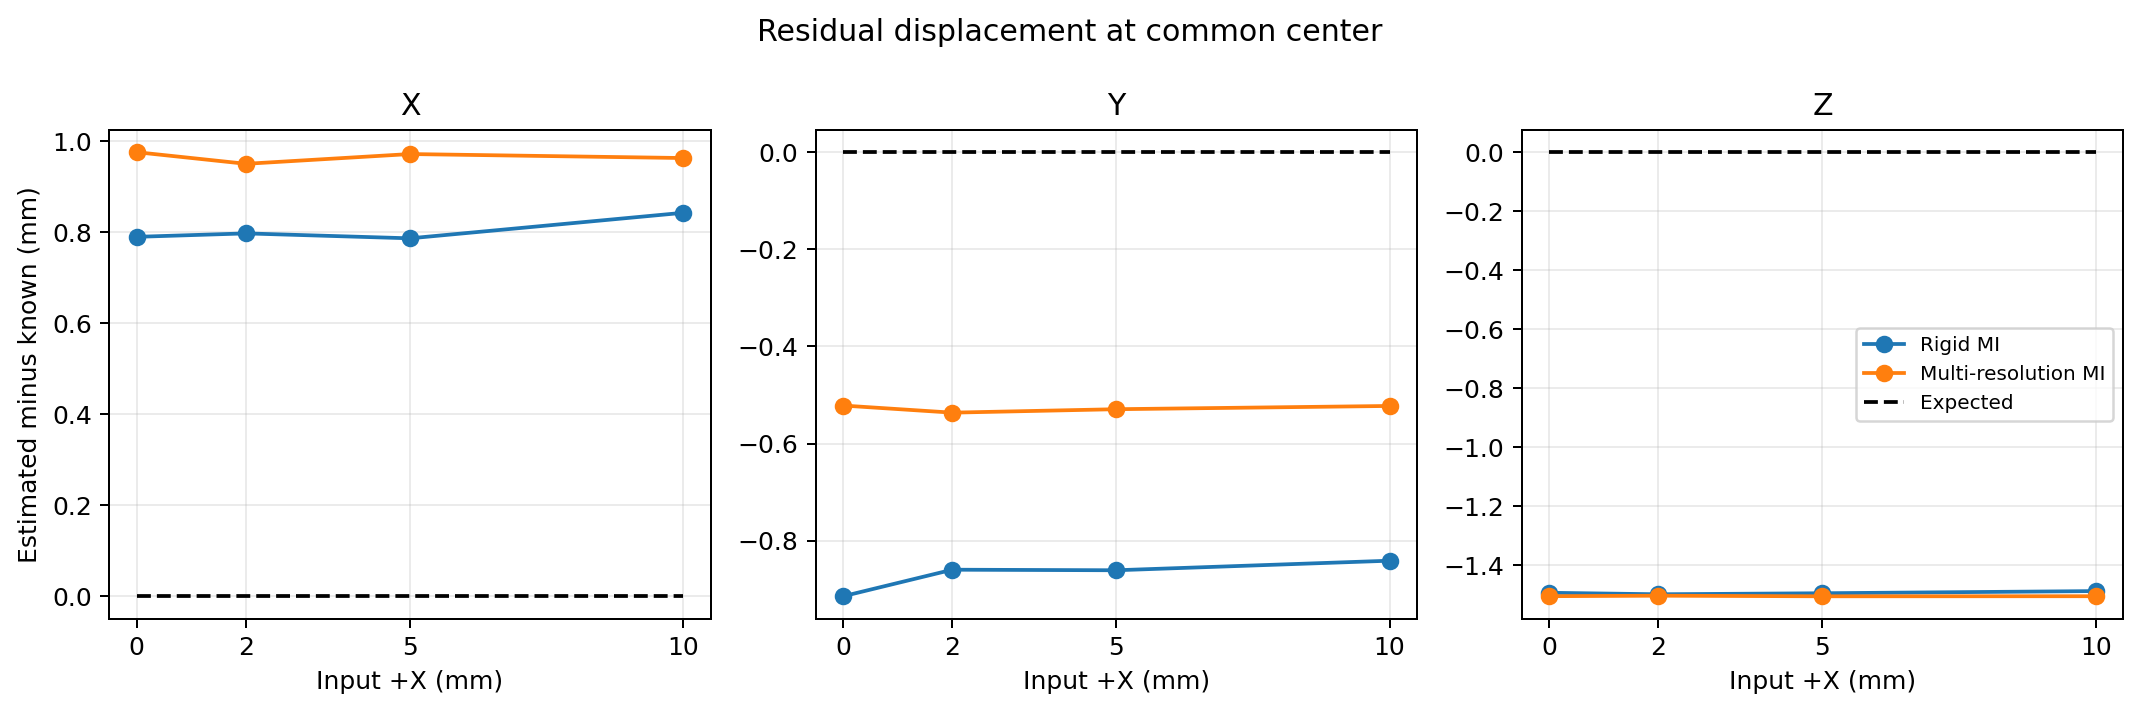 Residual displacement at common center
X
Estimated minus known (mm)
1.0
0.8
0.6
0.4
0.2
0.0
0 2 5 10
Input +X (mm)
Y
0.0
−0.2
−0.4
−0.6
−0.8
0 2 5 10
Input +X (mm)
Z
0.0
−0.2
−0.4
−0.6
−0.8
−1.0
−1.2
−1.4
Rigid MI
Multi-resolution MI
Expected
0 2 5 10
Input +X (mm)